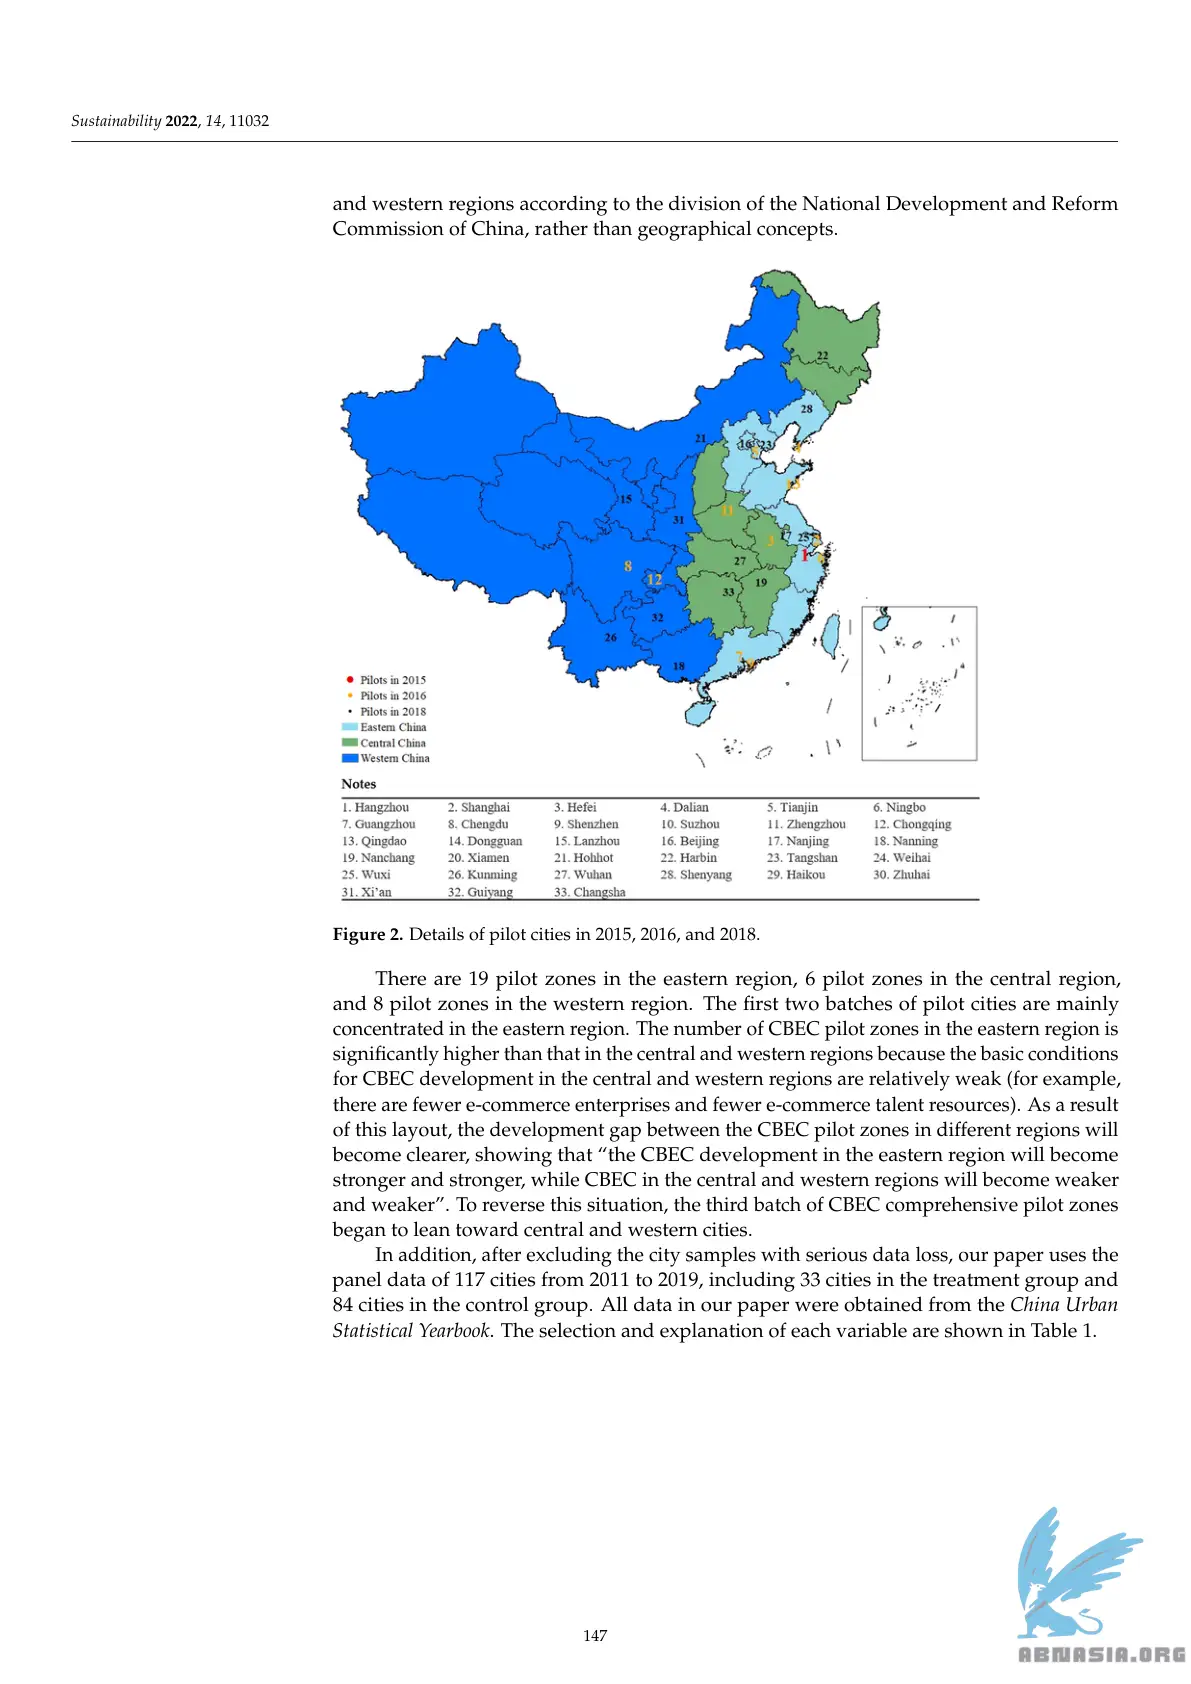 Sustainability 2022, 14, 11032
and western regions according to the division of the National Development and Reform
Commission of China, rather than geographical concepts.
22
28
21
16
23
15
31
11
3
17
25
1
27
8
12
19
33
32
26
18
7
Pilots in 2015
Pilots in 2016
Pilots in 2018
Eastern China
Central China
Western China
Notes
1. Hangzhou 2. Shanghai 3. Hefei 4. Dalian 5. Tianjin 6. Ningbo
7. Guangzhou 8. Chengdu 9. Shenzhen 10. Suzhou 11. Zhengzhou 12. Chongqing
13. Qingdao 14. Dongguan 15. Lanzhou 16. Beijing 17. Nanjing 18. Nanning
19. Nanchang 20. Xiamen 21. Hohhot 22. Harbin 23. Tangshan 24. Weihai
25. Wuxi 26. Kunming 27. Wuhan 28. Shenyang 29. Haikou 30. Zhuhai
31. Xi'an 32. Guiyang 33. Changsha
Figure 2. Details of pilot cities in 2015, 2016, and 2018.
There are 19 pilot zones in the eastern region, 6 pilot zones in the central region,
and 8 pilot zones in the western region. The first two batches of pilot cities are mainly
concentrated in the eastern region. The number of CBEC pilot zones in the eastern region is
significantly higher than that in the central and western regions because the basic conditions
for CBEC development in the central and western regions are relatively weak (for example,
there are fewer e-commerce enterprises and fewer e-commerce talent resources). As a result
of this layout, the development gap between the CBEC pilot zones in different regions will
become clearer, showing that “the CBEC development in the eastern region will become
stronger and stronger, while CBEC in the central and western regions will become weaker
and weaker”. To reverse this situation, the third batch of CBEC comprehensive pilot zones
began to lean toward central and western cities.
In addition, after excluding the city samples with serious data loss, our paper uses the
panel data of 117 cities from 2011 to 2019, including 33 cities in the treatment group and
84 cities in the control group. All data in our paper were obtained from the China Urban
Statistical Yearbook. The selection and explanation of each variable are shown in Table 1.
147
ABNASIA.ORG